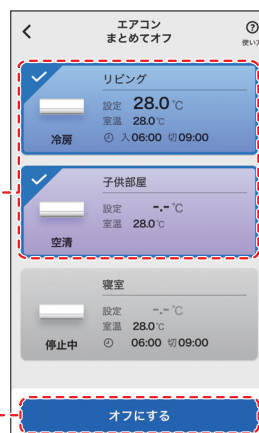 エアコン
まとめてオフ
使い方
リビング
設定 28.0℃
室温 28.0℃
冷房
入06:00 切09:00
子供部屋
設定 -.-℃
室温 28.0℃
空清
寝室
設定 -.-℃
室温 28.0℃
停止中
06:00 切09:00
オフにする